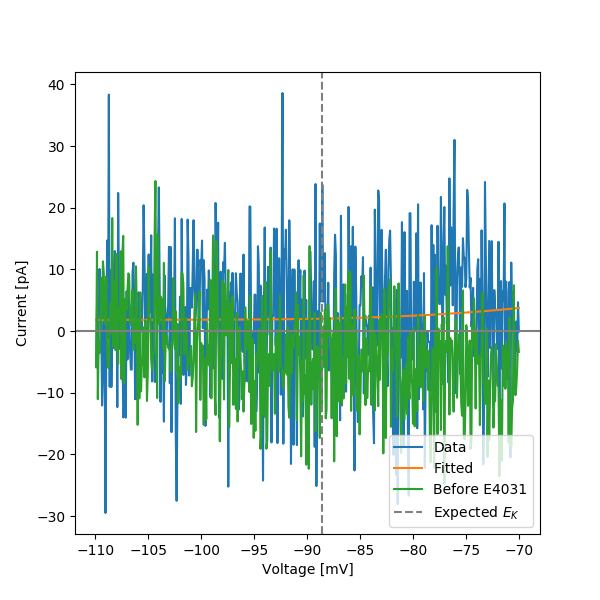 40
30
20
10
0
−10
−20
−30
Current [pA]
−110
−105
−100
−95
−90
−85
−80
−75
−70
Voltage [mV]
Data
Fitted
Before E4031
Expected E_K